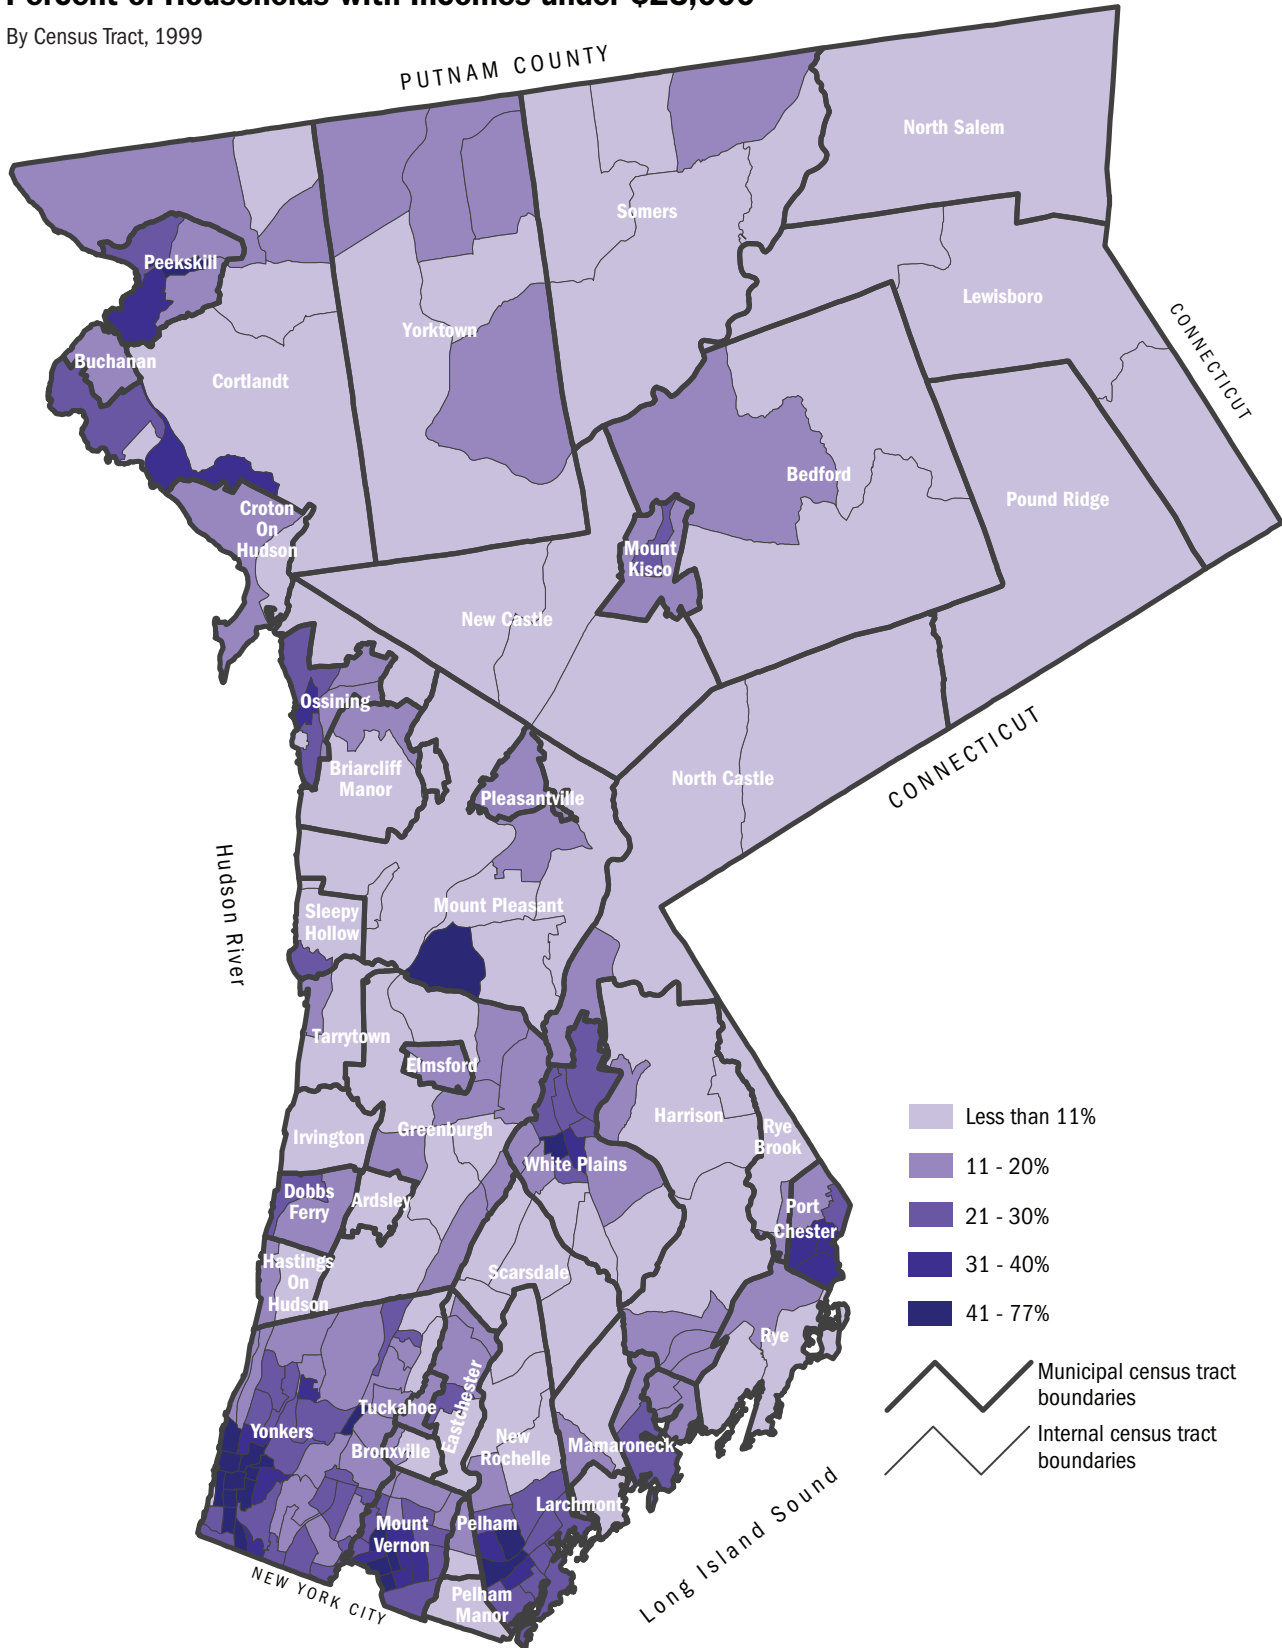 By Census Tract, 1999
PUTNAM COUNTY
North Salem
Somers
Peekskill
Lewisboro
CONNECTICUT
Yorktown
Buchanan
Cortlandt
Bedford
Pound Ridge
Croton
On
Hudson
Mount
Kisco
New Castle
Ossining
CONNECTICUT
Briarcliff
Manor
North Castle
Pleasantville
Hudson River
Mount Pleasant
Sleepy
Hollow
Tarrytown
Elmsford
Harrison
Less than 11%
Irvington
Greenburgh
Rye
Brook
White Plains
11 - 20%
Dobbs
Ferry
Ardsley
Port
Chester
21 - 30%
Hastings
On
Hudson
Scarsdale
31 - 40%
41 - 77%
Rye
Municipal census tract
boundaries
Tuckahoe
Eastchester
Yonkers
Bronxville
New
Rochelle
Mamaroneck
Internal census tract
boundaries
Larchmont
Mount
Vernon
Pelham
Long Island Sound
NEW YORK CITY
Pelham
Manor